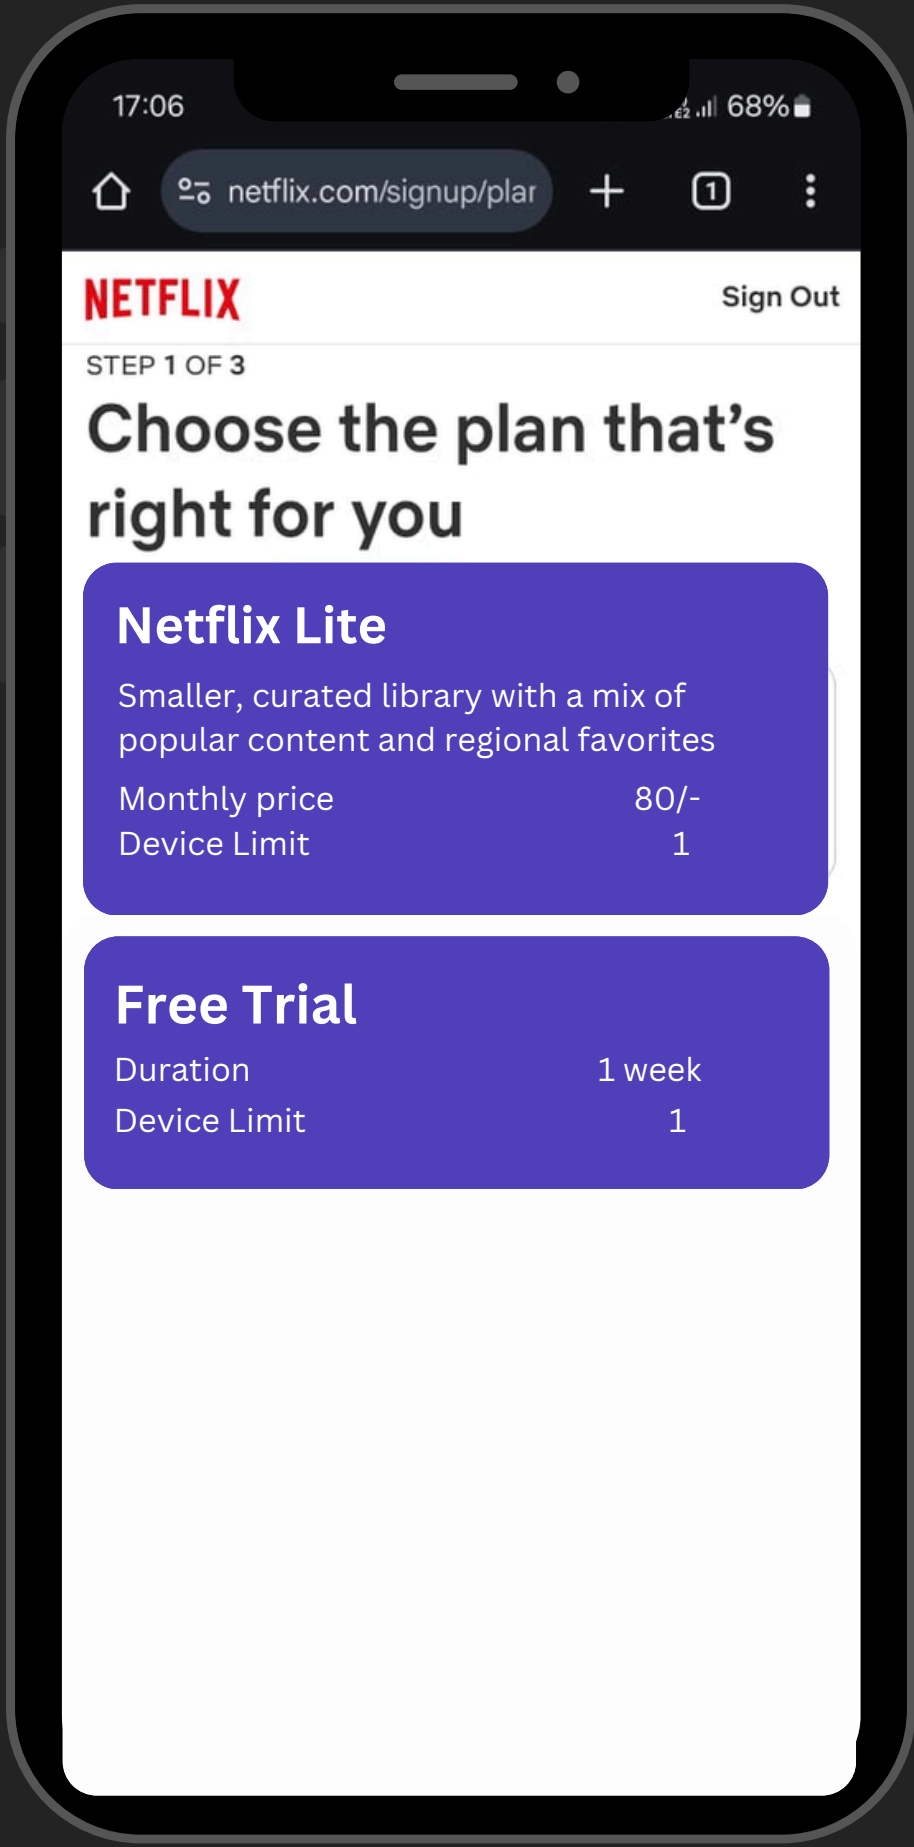 17:06
68%
netflix.com/signup/plar
1
NETFLIX
Sign Out
STEP 1 OF 3
Choose the plan that’s
right for you
Netflix Lite
Smaller, curated library with a mix of
popular content and regional favorites
Monthly price 80/-
Device Limit 1
Free Trial
Duration 1 week
Device Limit 1